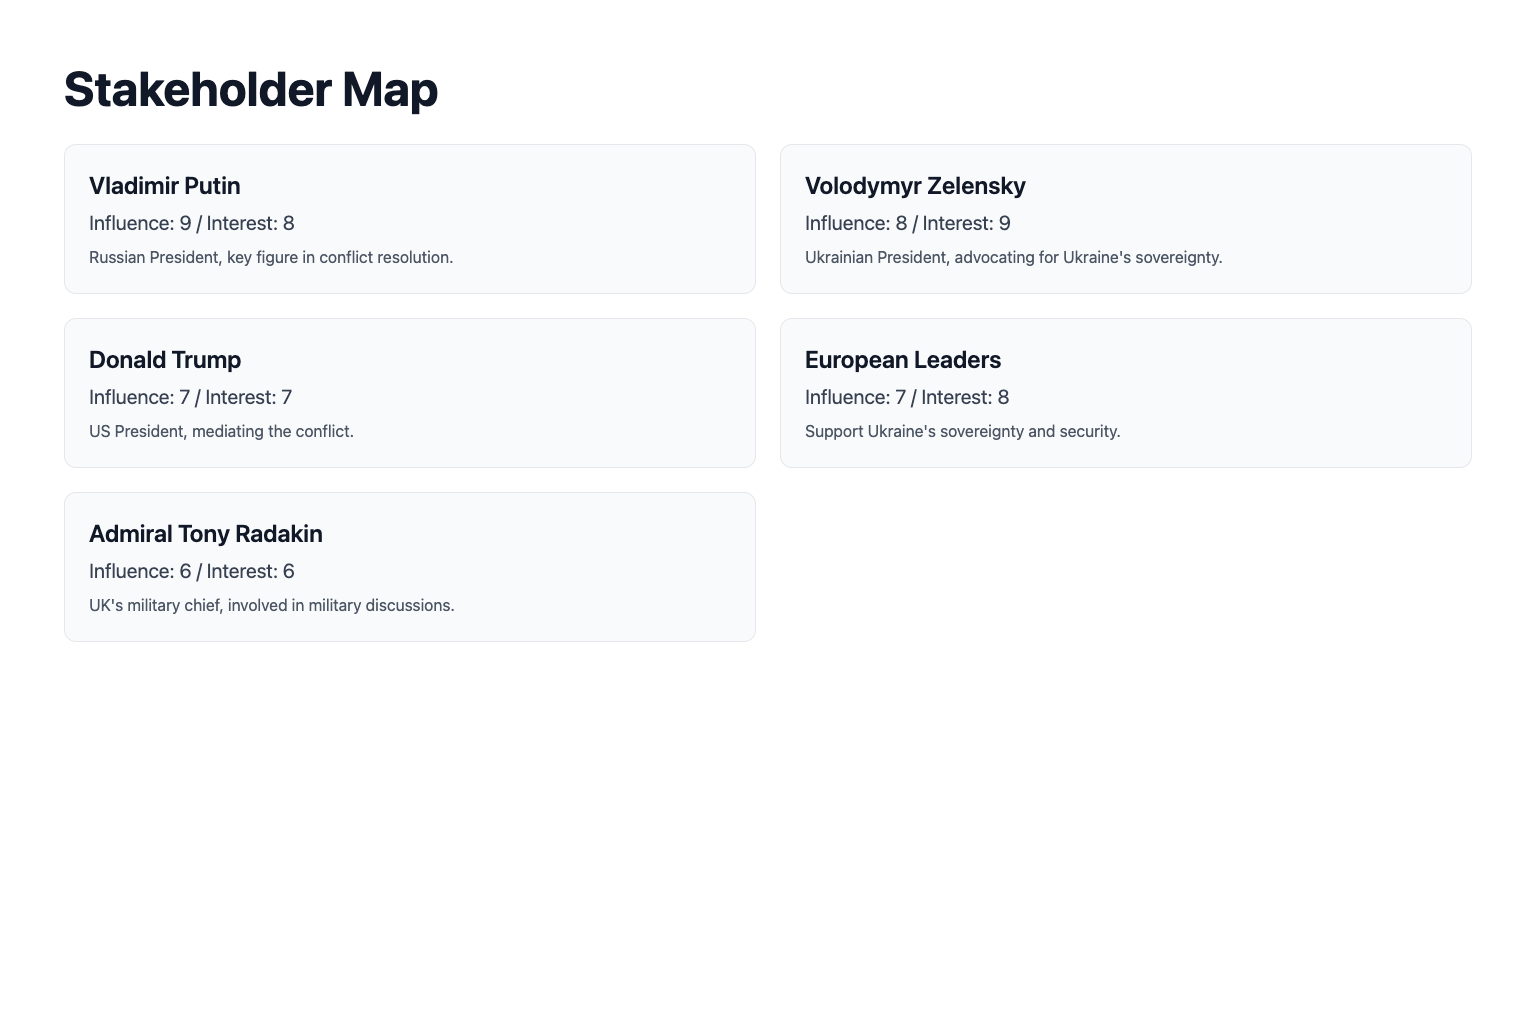 Stakeholder Map
Vladimir Putin
Influence: 9 / Interest: 8
Russian President, key figure in conflict resolution.
Volodymyr Zelensky
Influence: 8 / Interest: 9
Ukrainian President, advocating for Ukraine's sovereignty.
Donald Trump
Influence: 7 / Interest: 7
US President, mediating the conflict.
European Leaders
Influence: 7 / Interest: 8
Support Ukraine's sovereignty and security.
Admiral Tony Radakin
Influence: 6 / Interest: 6
UK's military chief, involved in military discussions.